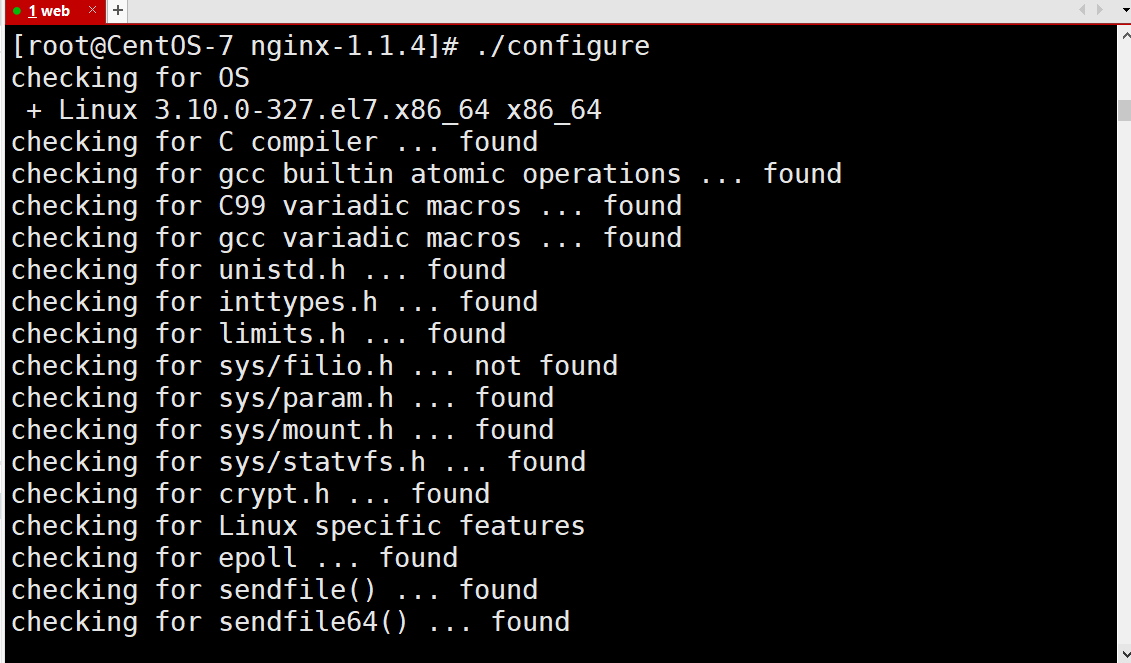 1 web × +
[root@CentOS-7 nginx-1.1.4]# ./configure
checking for OS
 + Linux 3.10.0-327.el7.x86_64 x86_64
checking for C compiler ... found
checking for gcc builtin atomic operations ... found
checking for C99 variadic macros ... found
checking for gcc variadic macros ... found
checking for unistd.h ... found
checking for inttypes.h ... found
checking for limits.h ... found
checking for sys/filio.h ... not found
checking for sys/param.h ... found
checking for sys/mount.h ... found
checking for sys/statvfs.h ... found
checking for crypt.h ... found
checking for Linux specific features
checking for epoll ... found
checking for sendfile() ... found
checking for sendfile64() ... found